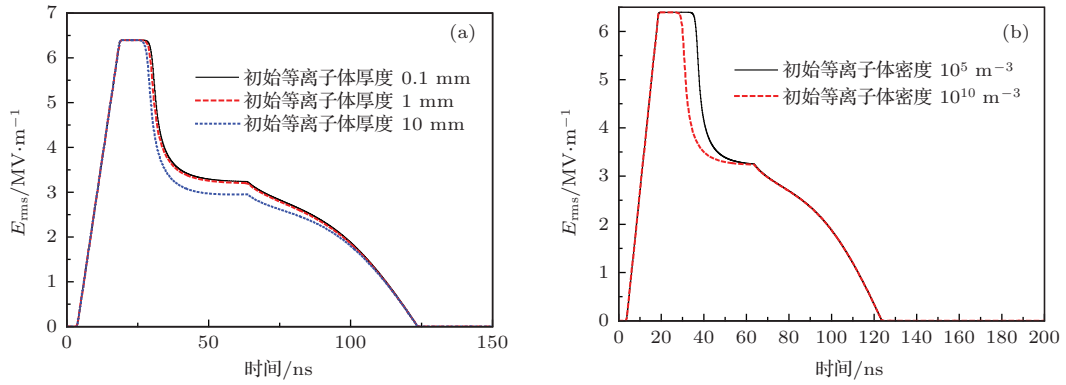 (a)
初始等离子体厚度 0.1 mm
初始等离子体厚度 1 mm
初始等离子体厚度 10 mm
E_rms/MV·m⁻¹
7
6
5
4
3
2
1
0
0 50 100 150
时间/ns
(b)
初始等离子体密度 10⁵ m⁻³
初始等离子体密度 10¹⁰ m⁻³
E_rms/MV·m⁻¹
6
5
4
3
2
1
0
0 20 40 60 80 100 120 140 160 180 200
时间/ns